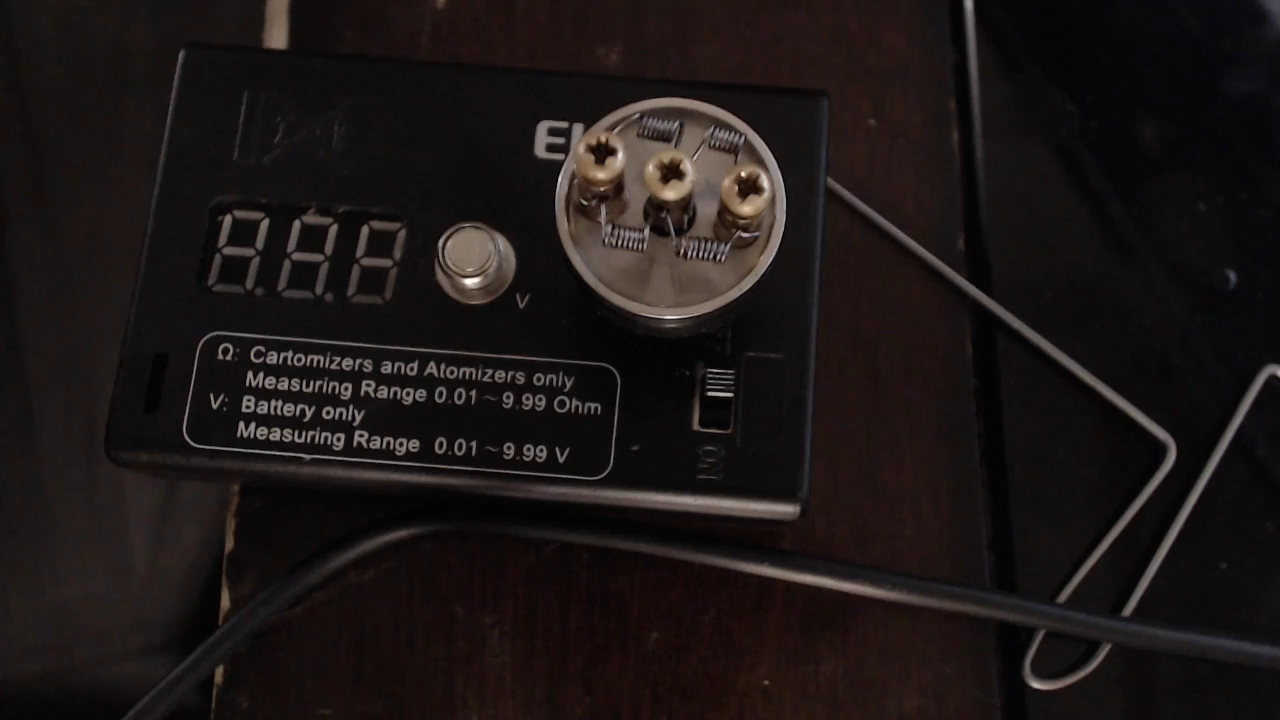 V
Ω: Cartomizers and Atomizers only
Measuring Range 0.01~9.99 Ohm
V: Battery only
Measuring Range 0.01~9.99 V
ON